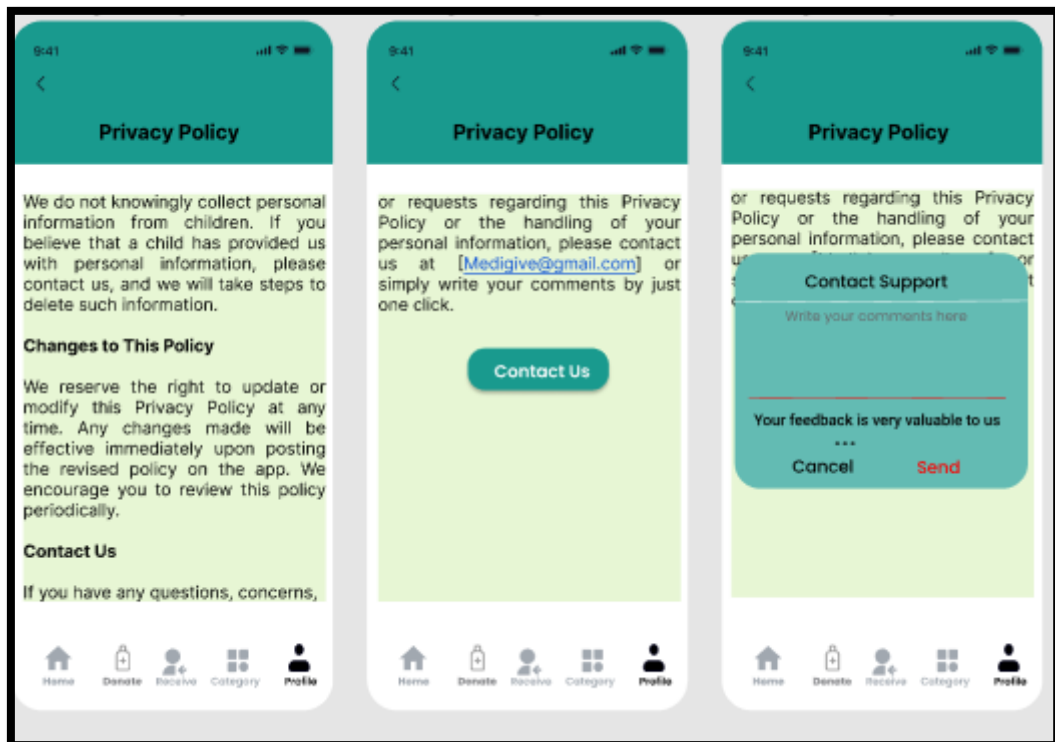 9:41
Privacy Policy
We do not knowingly collect personal
information from children. If you
believe that a child has provided us
with personal information, please
contact us, and we will take steps to
delete such information.
Changes to This Policy
We reserve the right to update or
modify this Privacy Policy at any
time. Any changes made will be
effective immediately upon posting
the revised policy on the app. We
encourage you to review this policy
periodically.
Contact Us
If you have any questions, concerns,
Home Donate Receive Category Profile
9:41
Privacy Policy
or requests regarding this Privacy
Policy or the handling of your
personal information, please contact
us at [Medigive@gmail.com] or
simply write your comments by just
one click.
Contact Us
Home Donate Receive Category Profile
9:41
Privacy Policy
or requests regarding this Privacy
Policy or the handling of your
personal information, please contact
or
Contact Support
Write your comments here
Your feedback is very valuable to us
...
Cancel Send
Home Donate Receive Category Profile